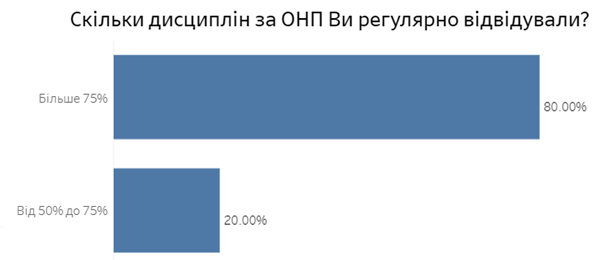 Скільки дисциплін за ОНП Ви регулярно відвідували?
Більше 75%
80.00%
Від 50% до 75%
20.00%